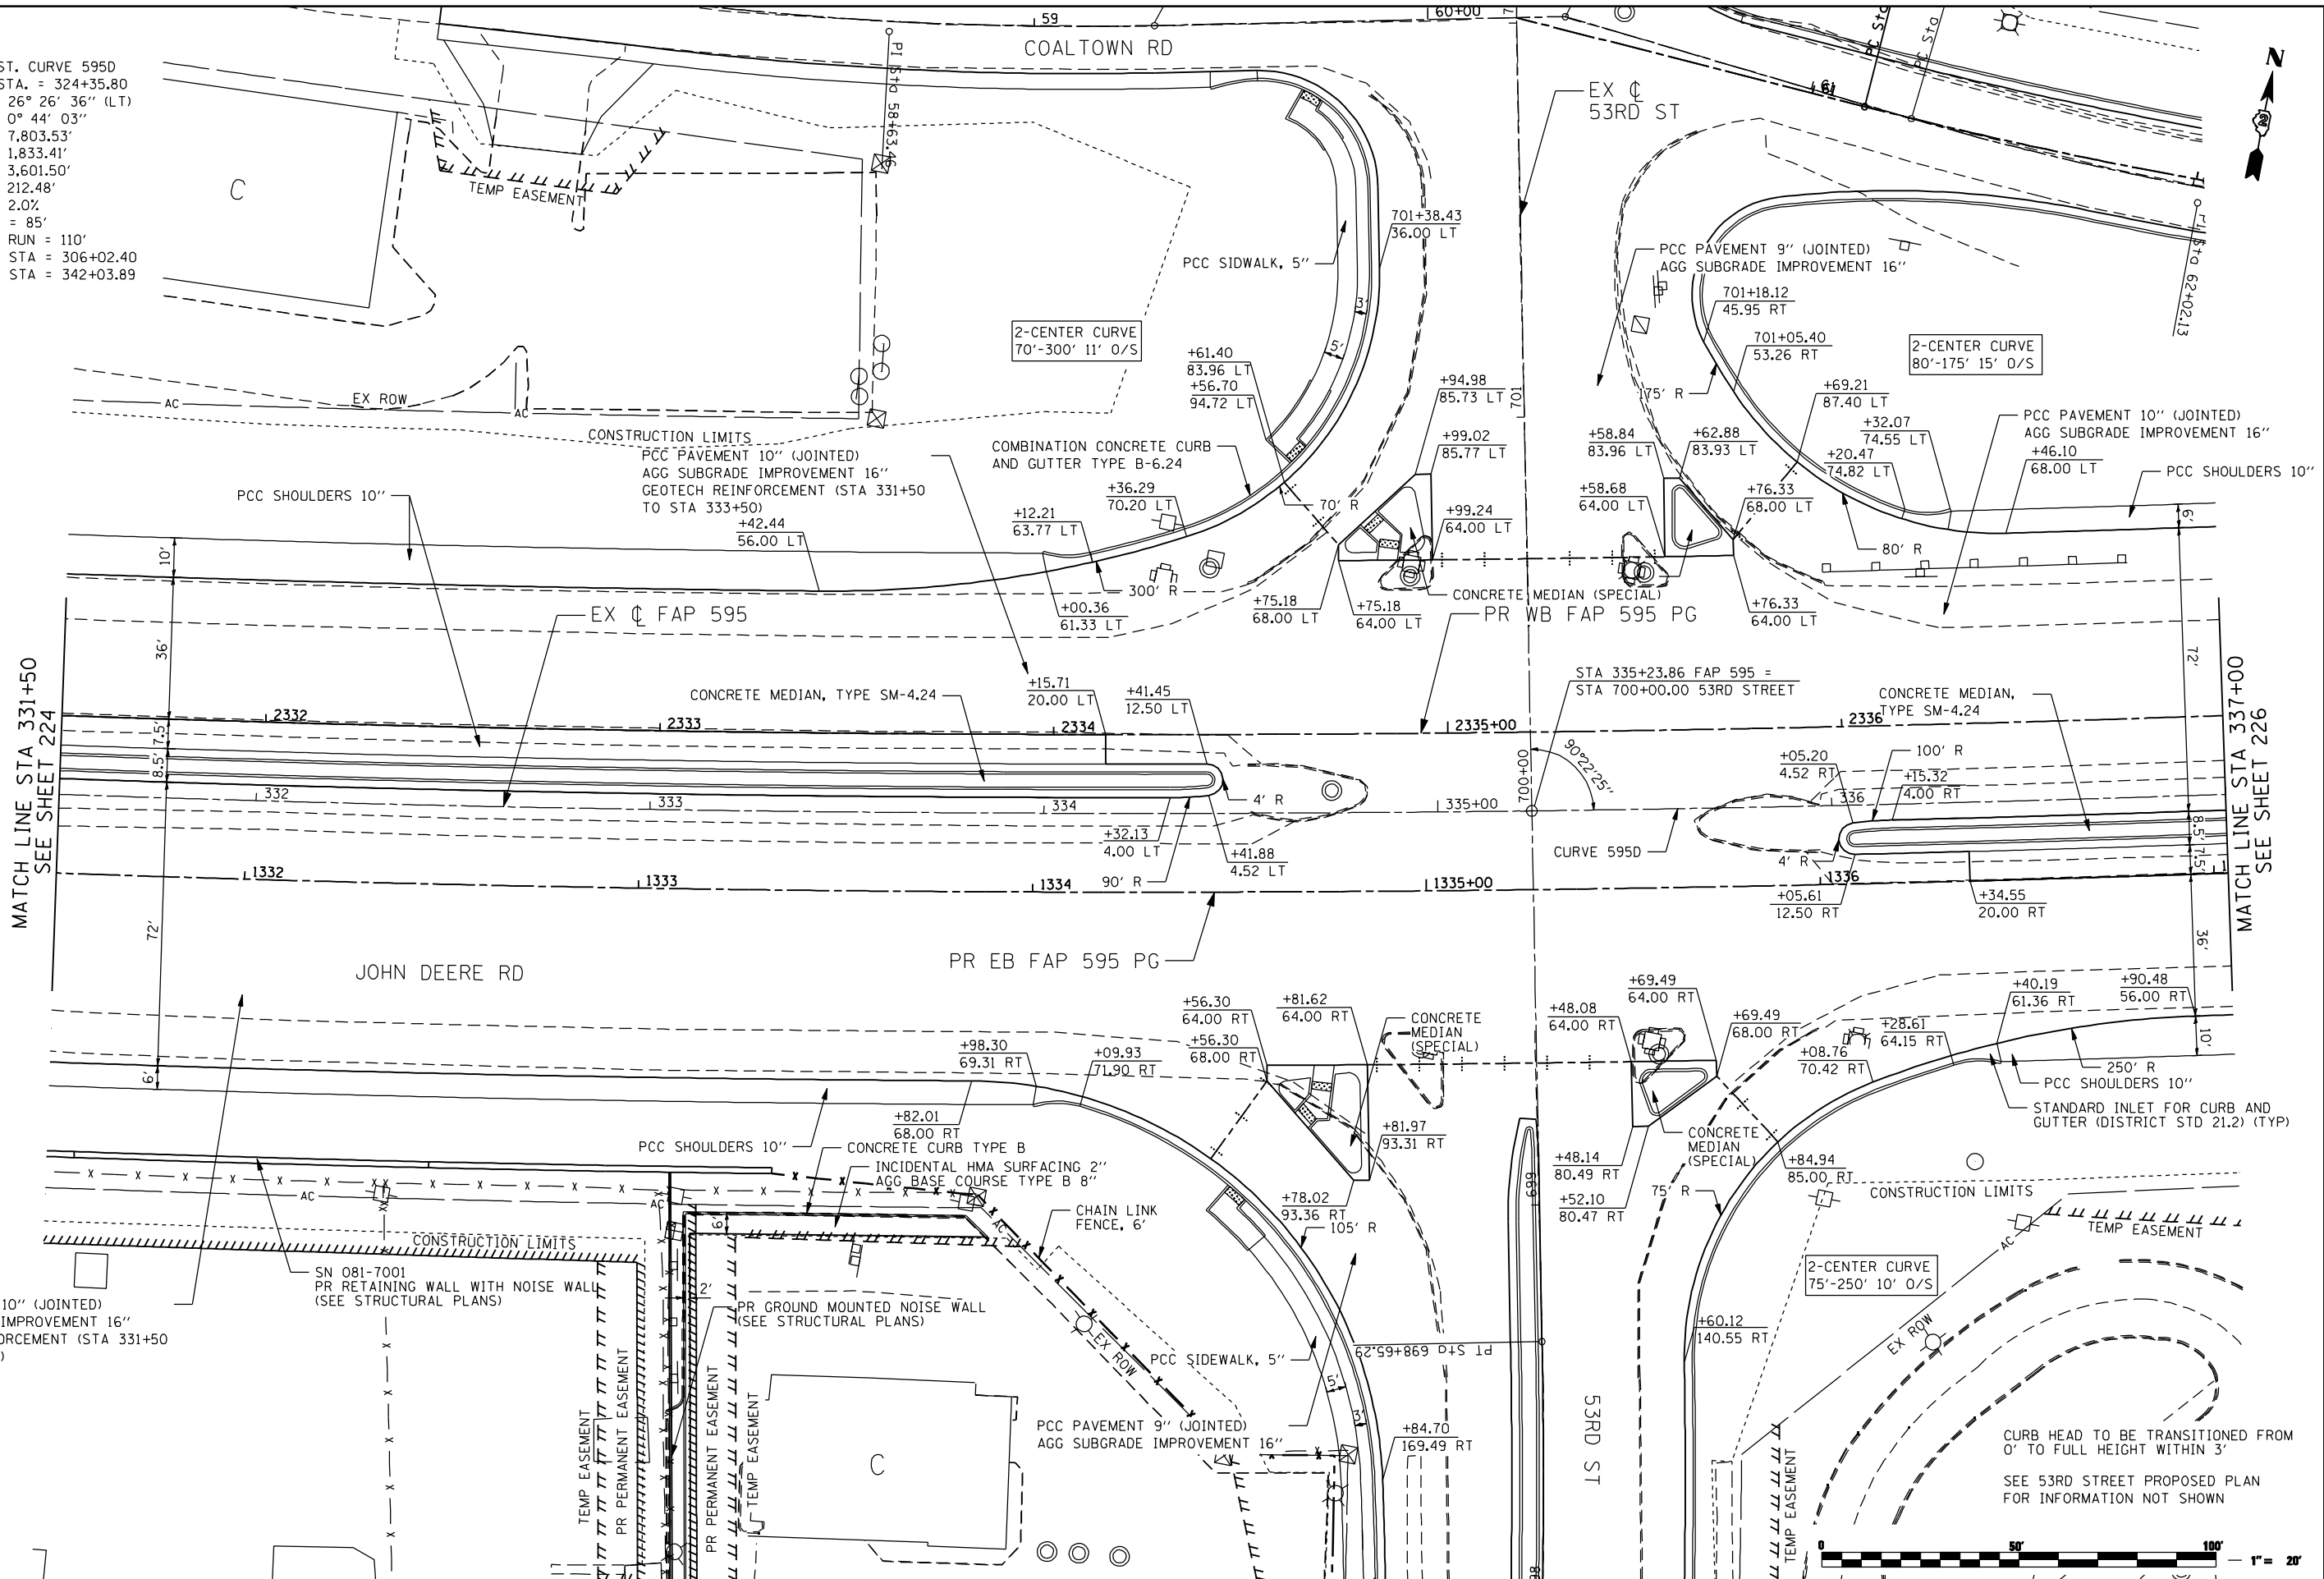 59
60+00
COALTOWN RD
61
PC Sta
PC Sta
N
2
ST. CURVE 595D
STA. = 324+35.80
26° 26' 36" (LT)
0° 44' 03"
7,803.53'
1,833.41'
3,601.50'
212.48'
2.0%
= 85'
RUN = 110'
STA = 306+02.40
STA = 342+03.89
C
TEMP EASEMENT
PI Sta 58+63.46
EX ℄
53RD ST
701+38.43
36.00 LT
PCC SIDWALK, 5"
3'
5'
2-CENTER CURVE
70'-300' 11' O/S
PCC PAVEMENT 9" (JOINTED)
AGG SUBGRADE IMPROVEMENT 16"
701+18.12
45.95 RT
701+05.40
53.26 RT
2-CENTER CURVE
80'-175' 15' O/S
PI Sta 62+02.13
EX ROW
AC
AC
CONSTRUCTION LIMITS
PCC PAVEMENT 10" (JOINTED)
AGG SUBGRADE IMPROVEMENT 16"
GEOTECH REINFORCEMENT (STA 331+50
TO STA 333+50)
COMBINATION CONCRETE CURB
AND GUTTER TYPE B-6.24
+61.40
83.96 LT
+56.70
94.72 LT
+94.98
85.73 LT
+99.02
85.77 LT
701
175' R
+58.84
83.96 LT
+62.88
83.93 LT
+69.21
87.40 LT
+32.07
74.55 LT
+20.47
74.82 LT
+46.10
68.00 LT
PCC PAVEMENT 10" (JOINTED)
AGG SUBGRADE IMPROVEMENT 16"
PCC SHOULDERS 10"
PCC SHOULDERS 10"
+42.44
56.00 LT
+12.21
63.77 LT
+36.29
70.20 LT
70' R
+99.24
64.00 LT
+58.68
64.00 LT
+76.33
68.00 LT
80' R
6'
10'
36'
EX ℄ FAP 595
300' R
+00.36
61.33 LT
+75.18
68.00 LT
+75.18
64.00 LT
CONCRETE MEDIAN (SPECIAL)
PR WB FAP 595 PG
+76.33
64.00 LT
72'
MATCH LINE STA 331+50
SEE SHEET 224
CONCRETE MEDIAN, TYPE SM-4.24
+15.71
20.00 LT
+41.45
12.50 LT
STA 335+23.86 FAP 595 =
STA 700+00.00 53RD STREET
CONCRETE MEDIAN,
TYPE SM-4.24
MATCH LINE STA 337+00
SEE SHEET 226
2332
2333
2334
2335+00
2336
7.5'
8.5'
700+00
90°22'25"
+05.20
4.52 RT
100' R
+15.32
4.00 RT
332
333
334
335+00
336
4' R
+32.13
4.00 LT
+41.88
4.52 LT
90' R
CURVE 595D
4' R
8.5'
7.5'
1332
1333
1334
1335+00
1336
+05.61
12.50 RT
+34.55
20.00 RT
72'
36'
JOHN DEERE RD
PR EB FAP 595 PG
+56.30
64.00 RT
+81.62
64.00 RT
+56.30
68.00 RT
CONCRETE
MEDIAN
(SPECIAL)
+48.08
64.00 RT
+69.49
64.00 RT
+69.49
68.00 RT
+40.19
61.36 RT
+90.48
56.00 RT
+28.61
64.15 RT
+08.76
70.42 RT
10'
250' R
PCC SHOULDERS 10"
STANDARD INLET FOR CURB AND
GUTTER (DISTRICT STD 21.2) (TYP)
6'
+98.30
69.31 RT
+09.93
71.90 RT
+82.01
68.00 RT
PCC SHOULDERS 10"
CONCRETE CURB TYPE B
INCIDENTAL HMA SURFACING 2"
AGG BASE COURSE TYPE B 8"
+81.97
93.31 RT
+78.02
93.36 RT
105' R
699
+48.14
80.49 RT
+52.10
80.47 RT
CONCRETE
MEDIAN
(SPECIAL)
75' R
+84.94
85.00 RT
CONSTRUCTION LIMITS
TEMP EASEMENT
AC
AC
AC
AC
CHAIN LINK
FENCE, 6'
6'
CONSTRUCTION LIMITS
SN 081-7001
PR RETAINING WALL WITH NOISE WALL
(SEE STRUCTURAL PLANS)
2'
PR GROUND MOUNTED NOISE WALL
(SEE STRUCTURAL PLANS)
EX ROW
2-CENTER CURVE
75'-250' 10' O/S
10" (JOINTED)
IMPROVEMENT 16"
ORCEMENT (STA 331+50
)
PCC SIDEWALK, 5"
PT Sta 698+65.29
+60.12
140.55 RT
EX ROW
5'
3'
TEMP EASEMENT
PR PERMANENT EASEMENT
PR PERMANENT EASEMENT
TEMP EASEMENT
C
PCC PAVEMENT 9" (JOINTED)
AGG SUBGRADE IMPROVEMENT 16"
+84.70
169.49 RT
53RD ST
TEMP EASEMENT
CURB HEAD TO BE TRANSITIONED FROM
0' TO FULL HEIGHT WITHIN 3'
SEE 53RD STREET PROPOSED PLAN
FOR INFORMATION NOT SHOWN
0
50'
100'
1" = 20'